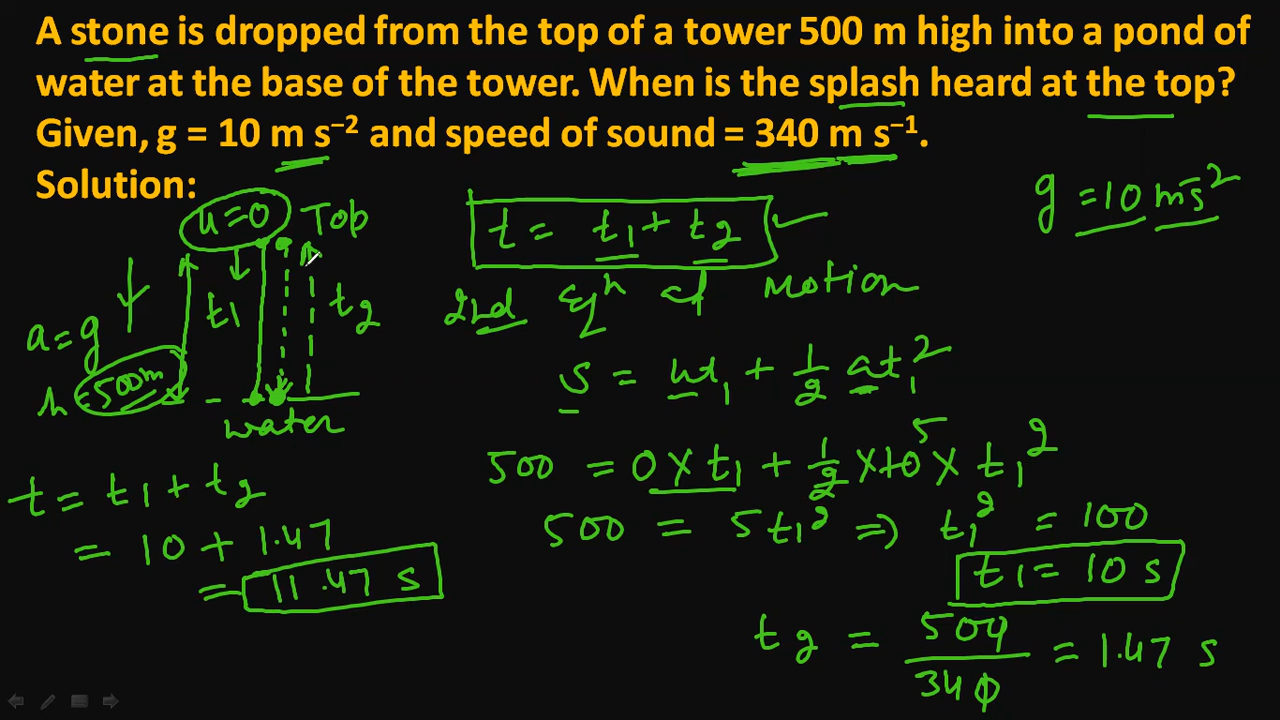 A stone is dropped from the top of a tower 500 m high into a pond of
water at the base of the tower. When is the splash heard at the top?
Given, g = 10 m s⁻² and speed of sound = 340 m s⁻¹.
Solution:
g = 10 ms⁻²
u=0 Top
t₁
t₂
a=g
h=500m
water
t = t₁ + t₂
= 10 + 1.47
= 11.47 s
t = t₁ + t₂
2nd eqⁿ of Motion
s = ut₁ + 1/2 at₁²
500 = 0 × t₁ + 1/2 × 10 5 × t₁²
500 = 5t₁² ⇒ t₁² = 100
t₁ = 10 s
t₂ = 500/340 = 1.47 s